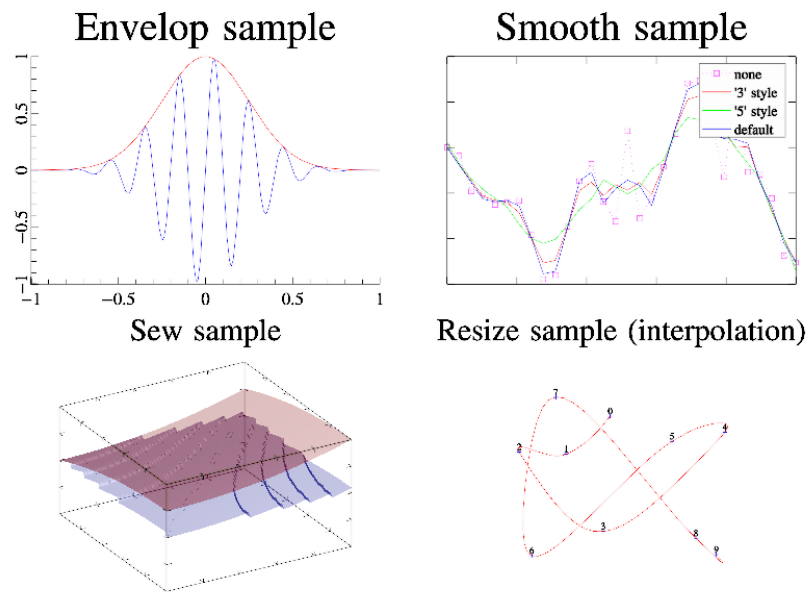 Envelop sample
Smooth sample
1
0.5
0
−0.5
−1
−1
−0.5
0
0.5
1
none
'3' style
'5' style
default
Sew sample
Resize sample (interpolation)
7
0
4
5
2
1
3
8
6
9